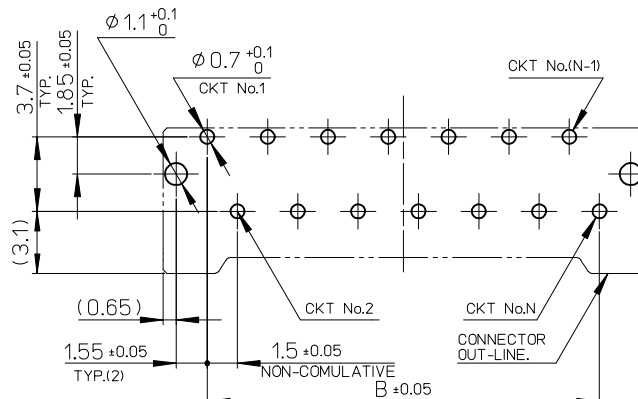 Ø1.1 +0.1 0
Ø0.7 +0.1 0
CKT No.1
CKT No.(N-1)
3.7 ±0.05
TYP.
1.85 ±0.05
TYP.
(3.1)
(0.65)
CKT No.2
CKT No.N
CONNECTOR
OUT-LINE.
1.55 ±0.05
TYP.(2)
1.5 ±0.05
NON-COMULATIVE
B ±0.05